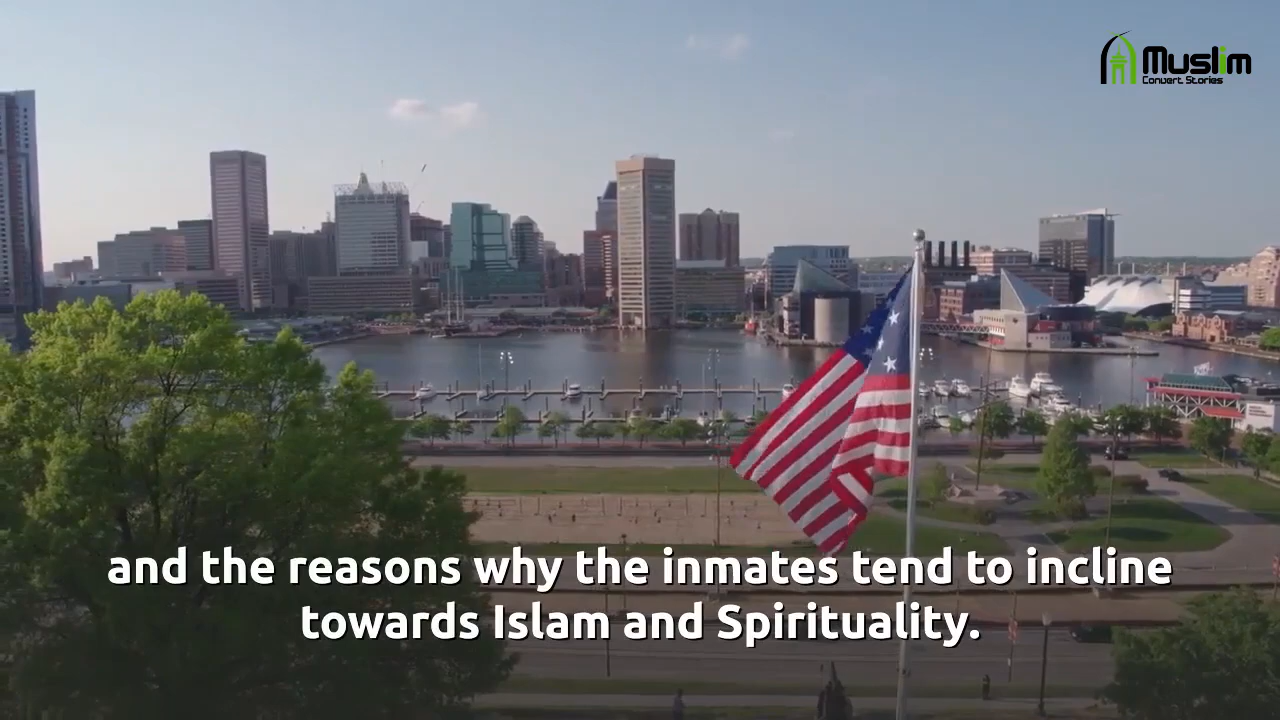 Muslim
Convert Stories
and the reasons why the inmates tend to incline
towards Islam and Spirituality.